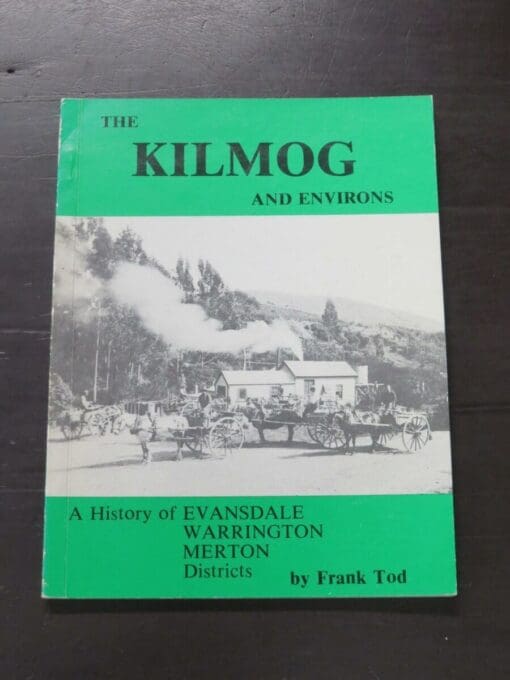 THE
KILMOG
AND ENVIRONS
A History of EVANSDALE
WARRINGTON
MERTON
Districts
by Frank Tod